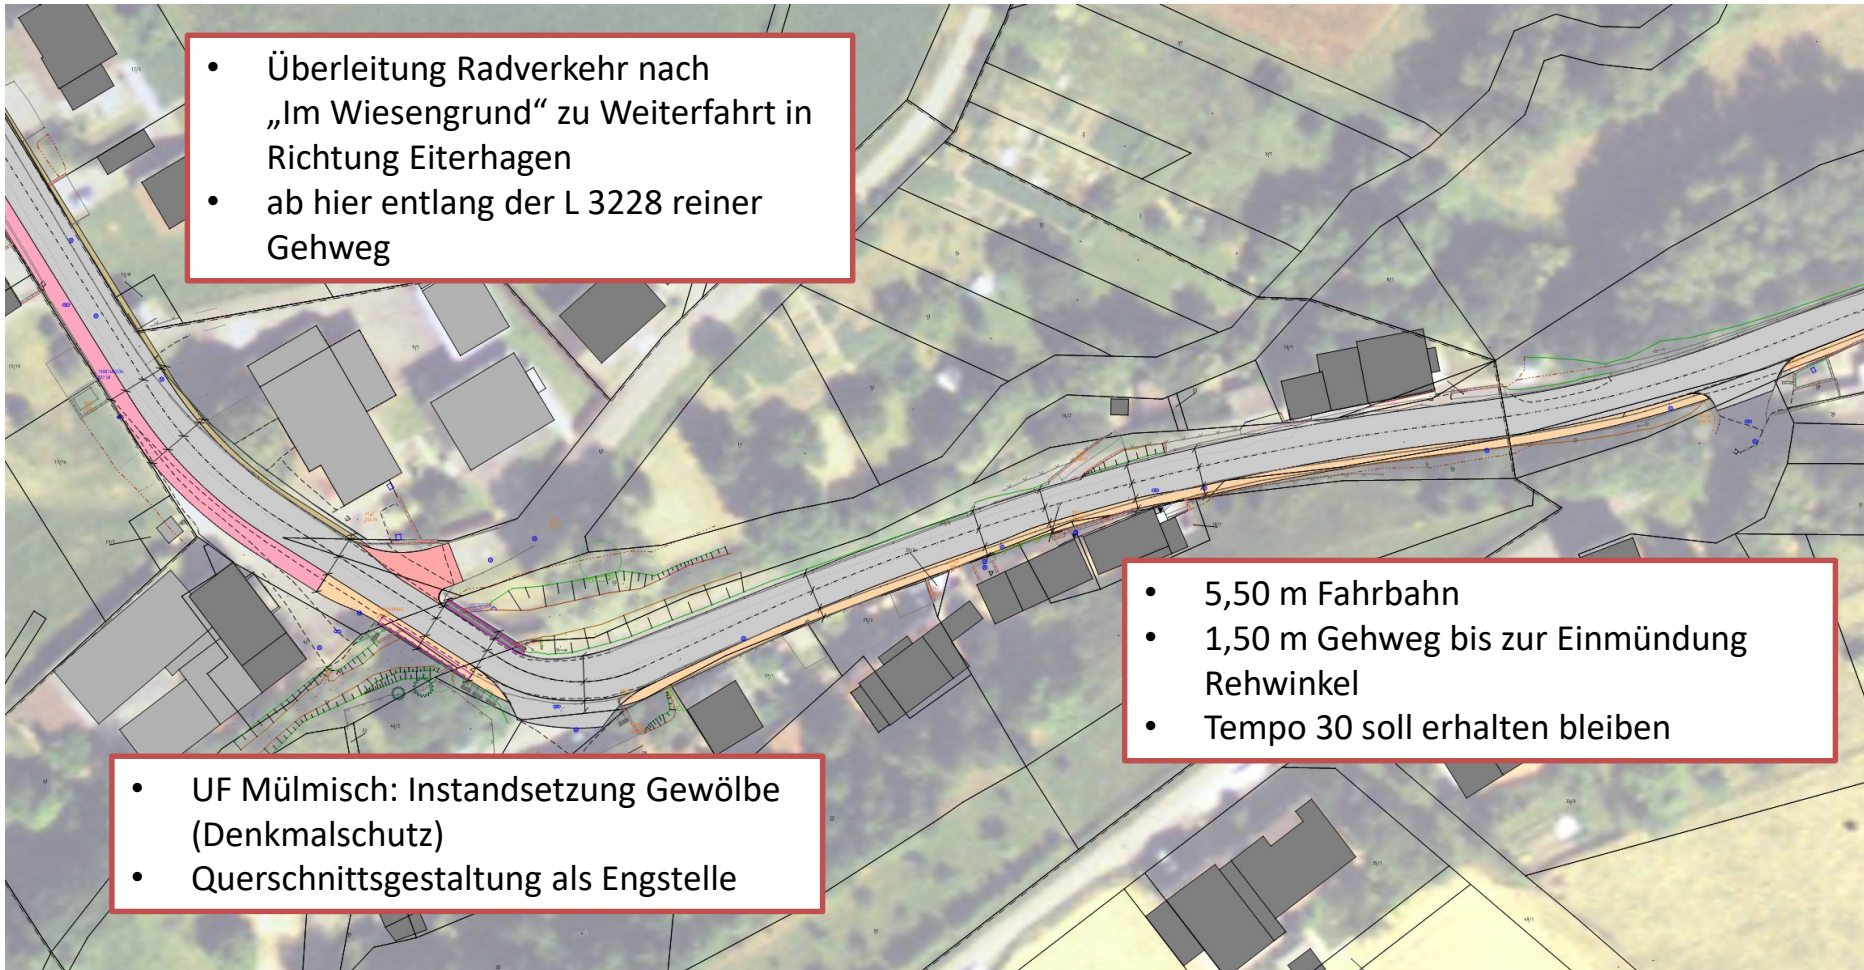 • Überleitung Radverkehr nach
„Im Wiesengrund“ zu Weiterfahrt in
Richtung Eiterhagen
• ab hier entlang der L 3228 reiner
Gehweg
• 5,50 m Fahrbahn
• 1,50 m Gehweg bis zur Einmündung
Rehwinkel
• Tempo 30 soll erhalten bleiben
• UF Mülmisch: Instandsetzung Gewölbe
(Denkmalschutz)
• Querschnittsgestaltung als Engstelle